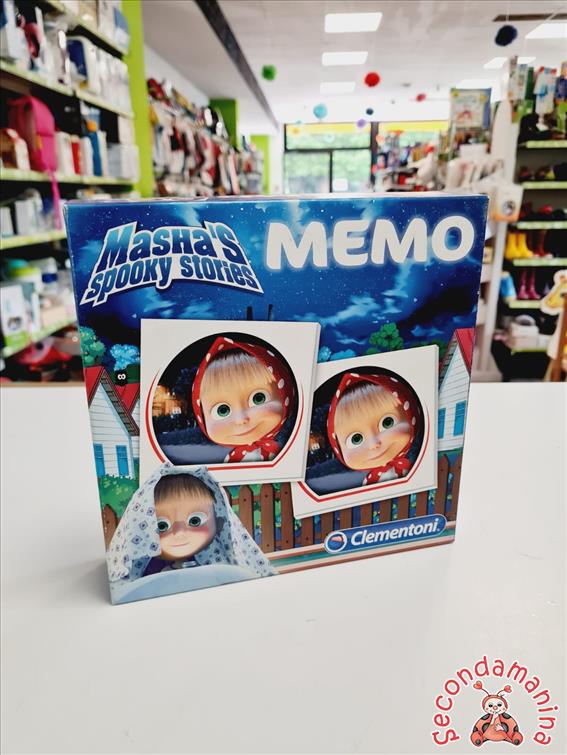 Masha's
spooky stories
MEMO
Clementoni
Secondamanina